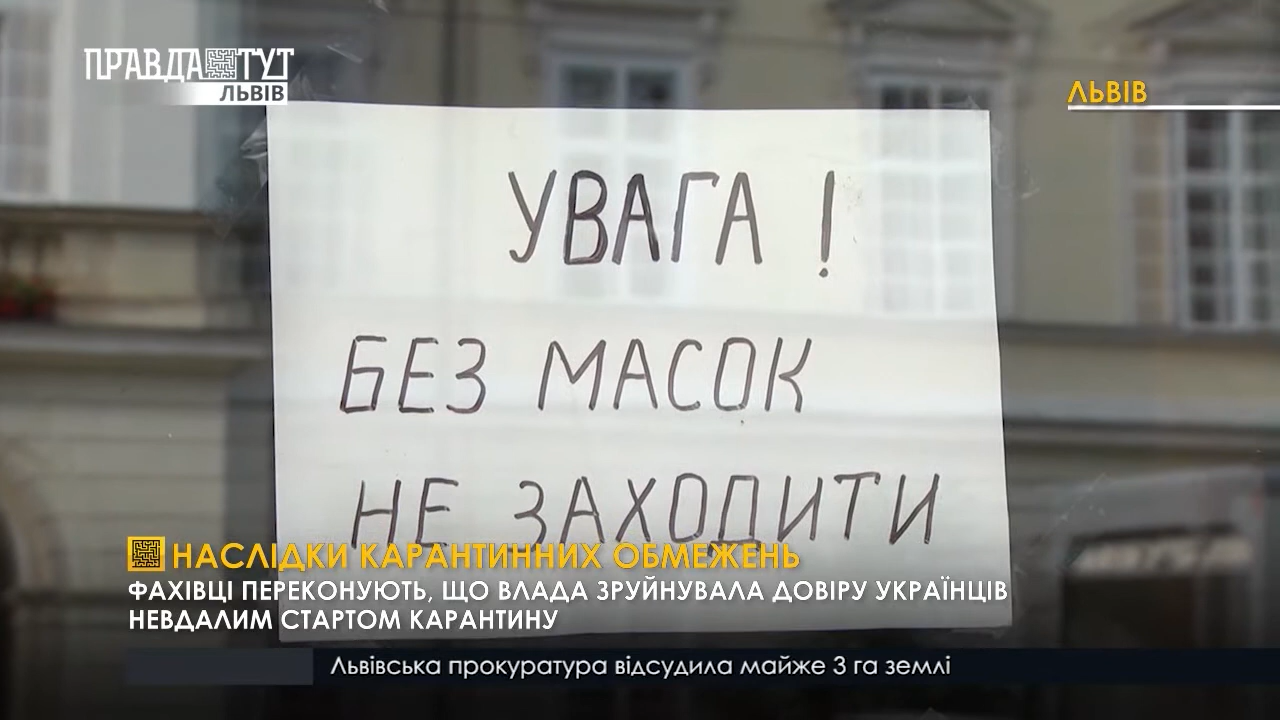 ПРАВДА ТУТ
ЛЬВІВ
ЛЬВІВ
УВАГА !
БЕЗ МАСОК
НЕ ЗАХОДИТИ
НАСЛІДКИ КАРАНТИННИХ ОБМЕЖЕНЬ
ФАХІВЦІ ПЕРЕКОНУЮТЬ, ЩО ВЛАДА ЗРУЙНУВАЛА ДОВІРУ УКРАЇНЦІВ
НЕВДАЛИМ СТАРТОМ КАРАНТИНУ
Львівська прокуратура відсудила майже 3 га землі